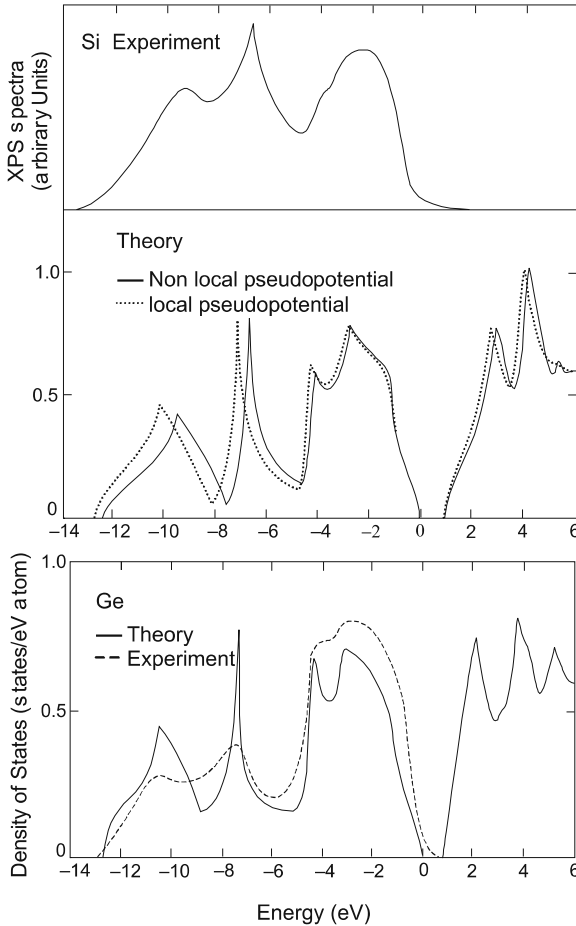 XPS spectra
(arbirary Units)
Si Experiment
Theory
Non local pseudopotential
local pseudopotential
1.0
0.5
0
–14 –12 –10 –8 –6 –4 –2 0 2 4 6
Density of States (states/eV atom)
1.0
Ge
Theory
Experiment
0.5
0
–14 –12 –10 –8 –6 –4 –2 0 2 4 6
Energy (eV)